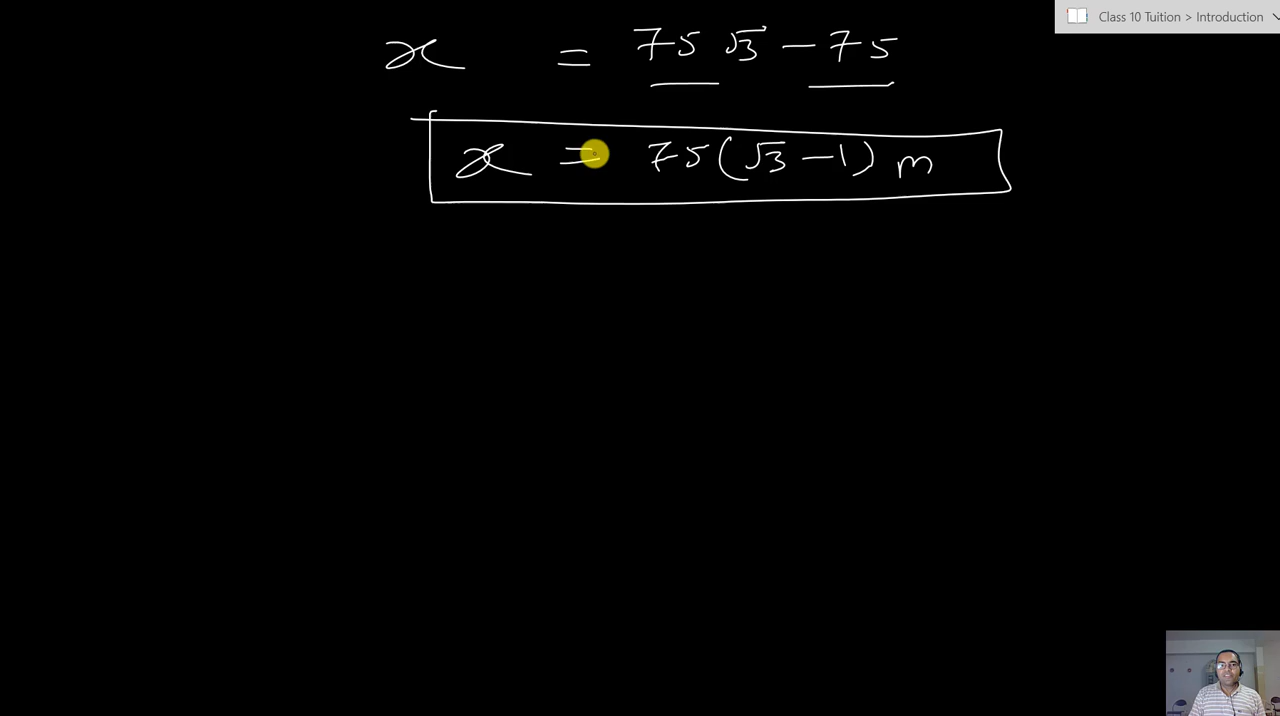 Class 10 Tuition > Introduction
x = 75 √3 − 75
x = 75(√3 − 1) m